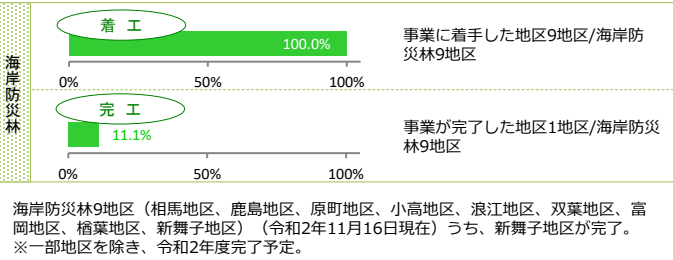 海岸防災林
着 工
100.0%
0%
50%
100%
事業に着手した地区9地区/海岸防
災林9地区
完 工
11.1%
0%
50%
100%
事業が完了した地区1地区/海岸防災
林9地区
海岸防災林9地区（相馬地区、鹿島地区、原町地区、小高地区、浪江地区、双葉地区、富
岡地区、楢葉地区、新舞子地区）（令和2年11月16日現在）うち、新舞子地区が完了。
※一部地区を除き、令和2年度完了予定。